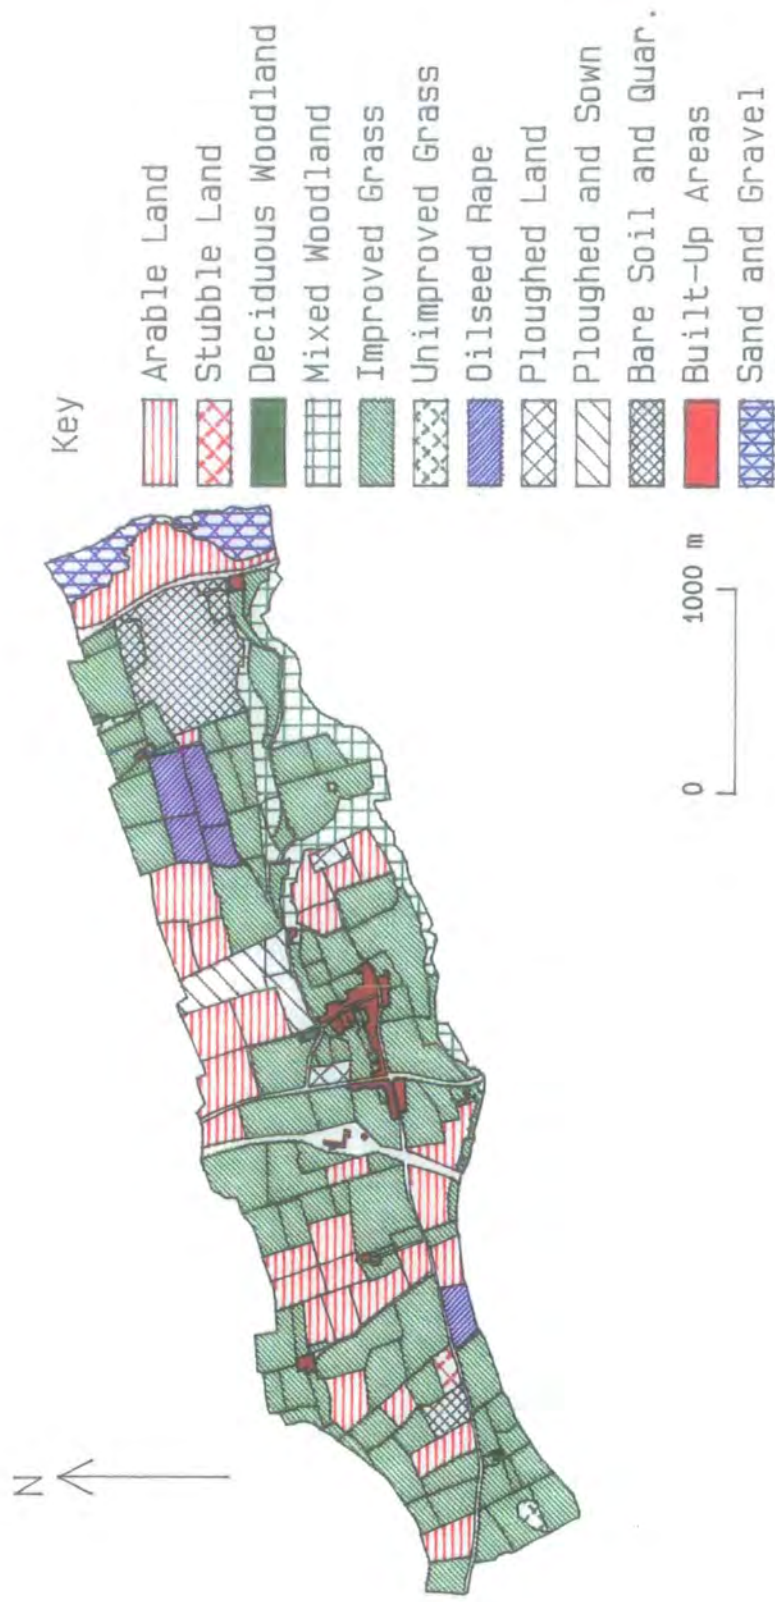 N
Key
Arable Land
Stubble Land
Deciduous Woodland
Mixed Woodland
Improved Grass
Unimproved Grass
Oilseed Rape
Ploughed Land
Ploughed and Sown
Bare Soil and Quar.
Built-Up Areas
Sand and Gravel
0 1000 m